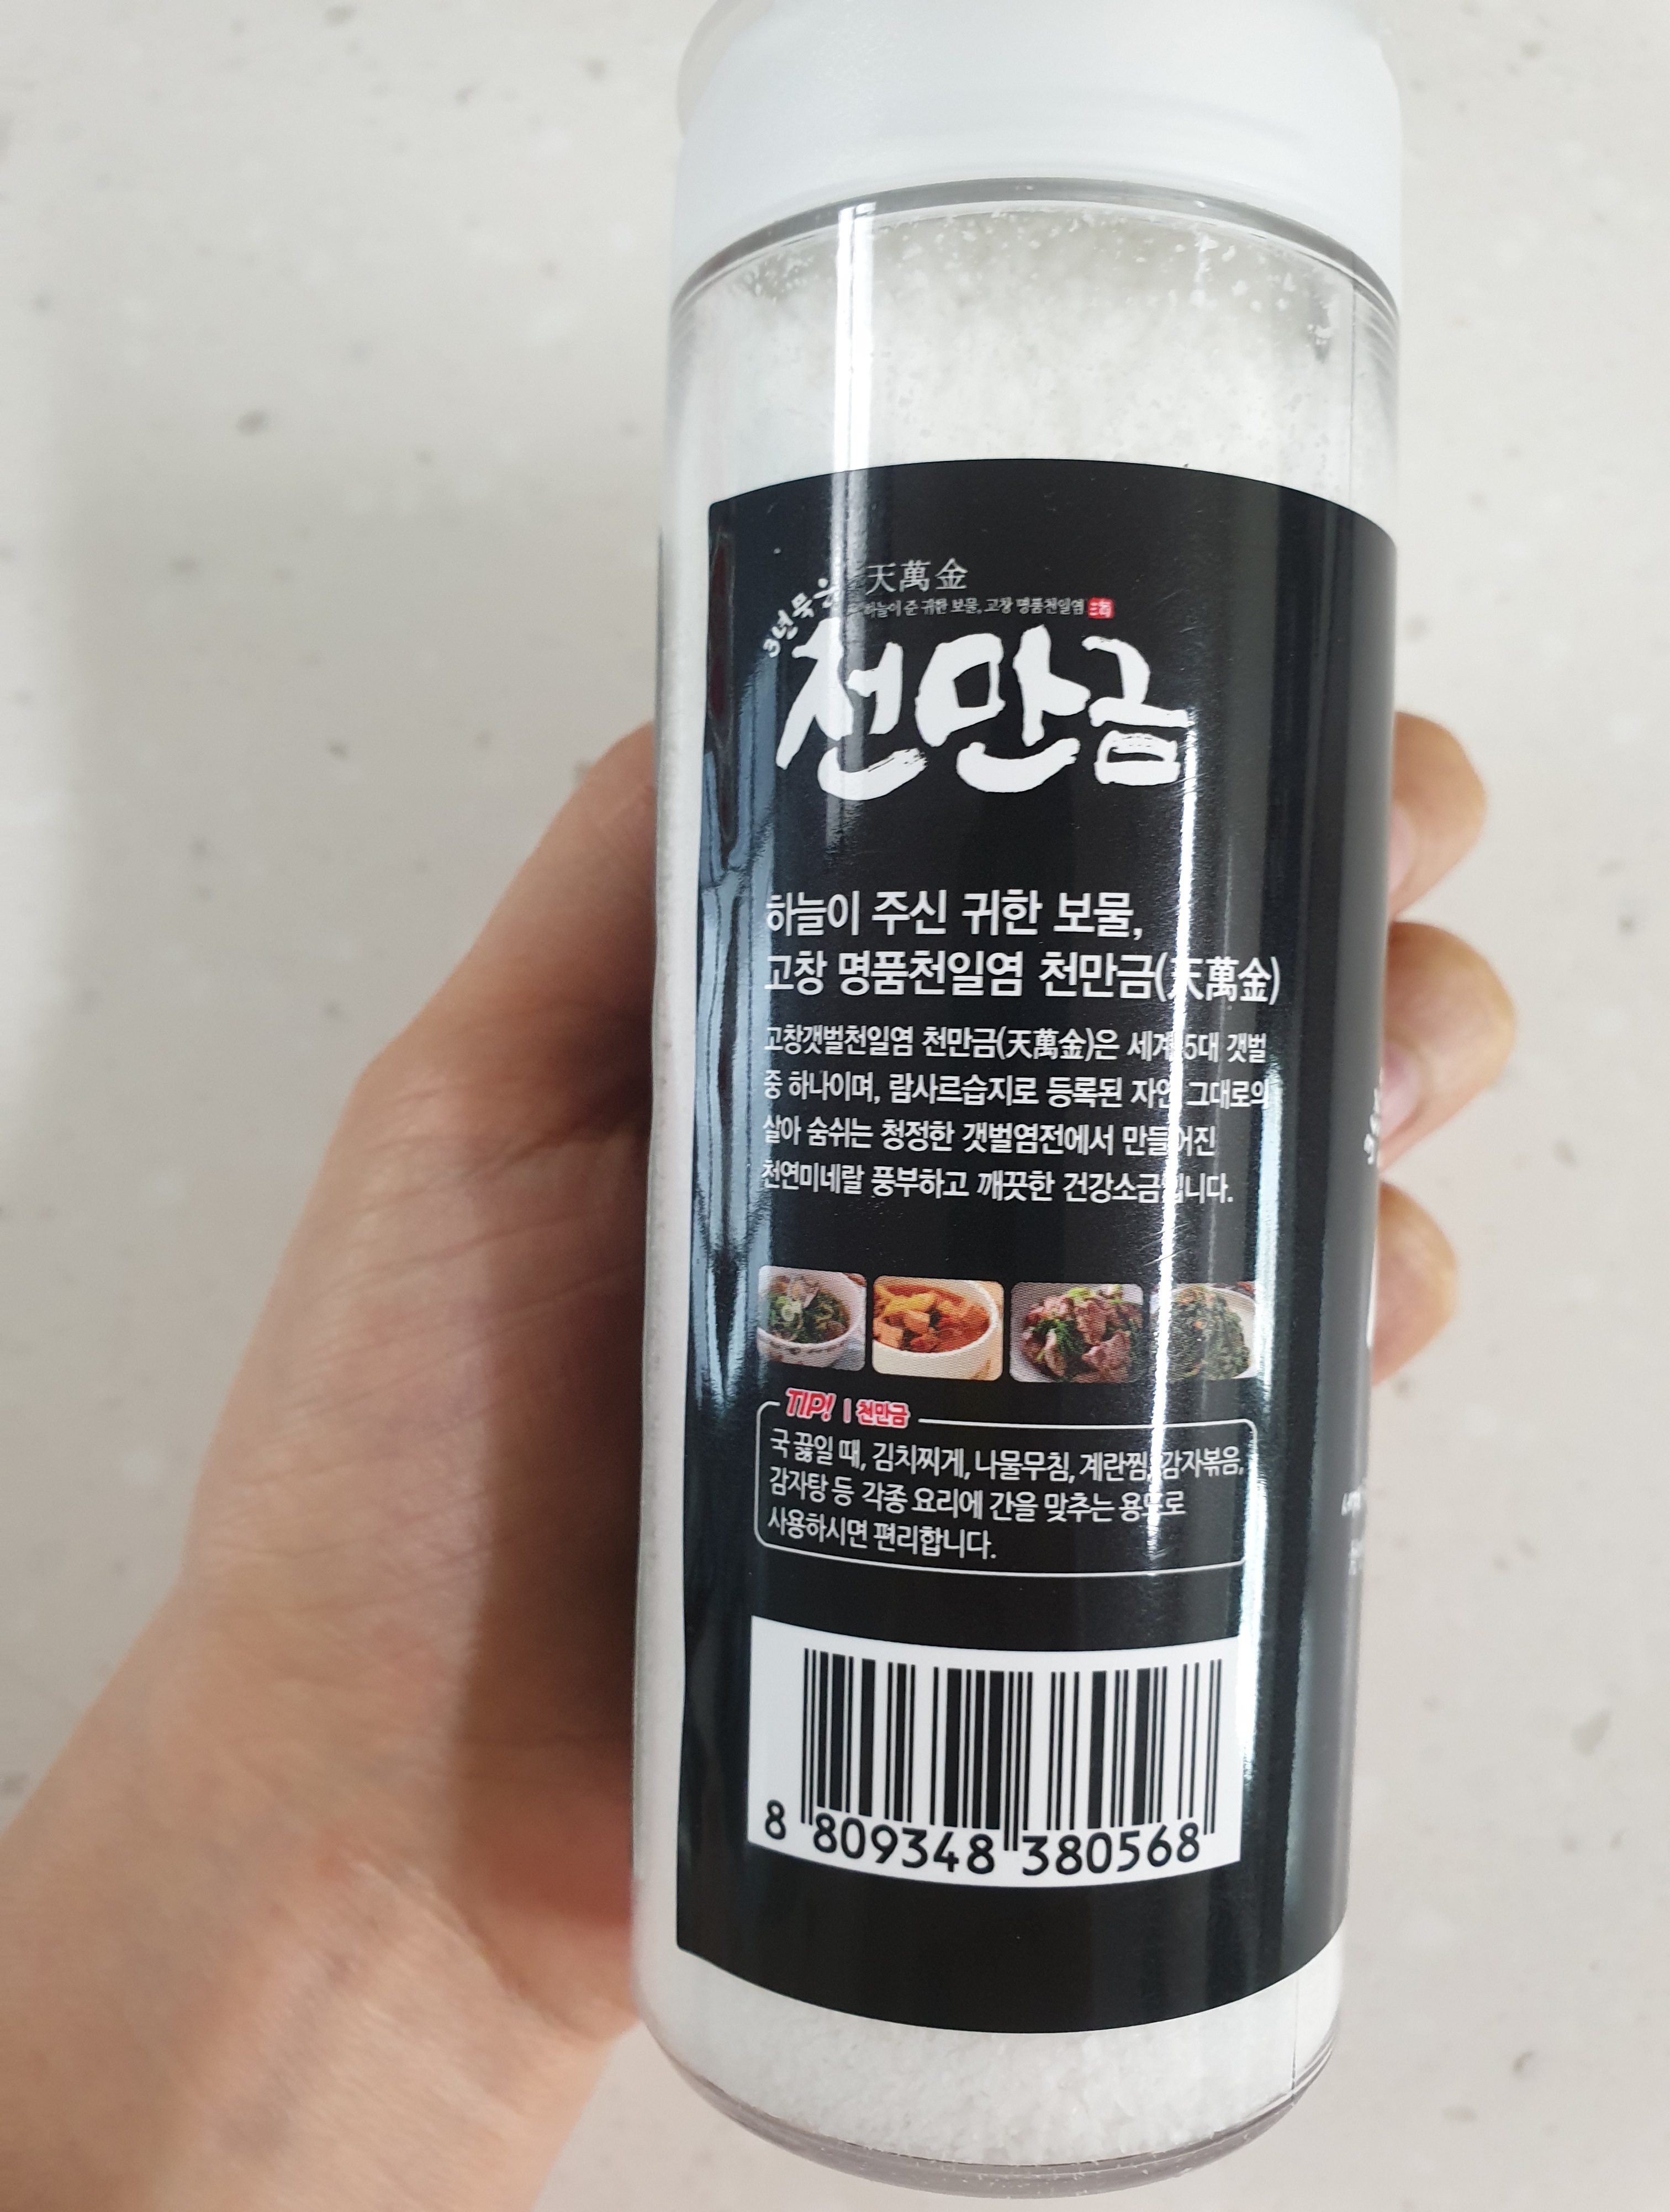 天萬金
하늘이 준 귀한 보물, 고창 명품천일염
3년묵은
천만금
하늘이 주신 귀한 보물,
고창 명품천일염 천만금(天萬金)
고창갯벌천일염 천만금(天萬金)은 세계 5대 갯벌
중 하나이며, 람사르습지로 등록된 자연 그대로의
살아 숨쉬는 청정한 갯벌염전에서 만들어진
천연미네랄 풍부하고 깨끗한 건강소금입니다.
TIP! | 천만금
국 끓일 때, 김치찌게, 나물무침, 계란찜, 감자볶음,
감자탕 등 각종 요리에 간을 맞추는 용도로
사용하시면 편리합니다.
8 809348 380568